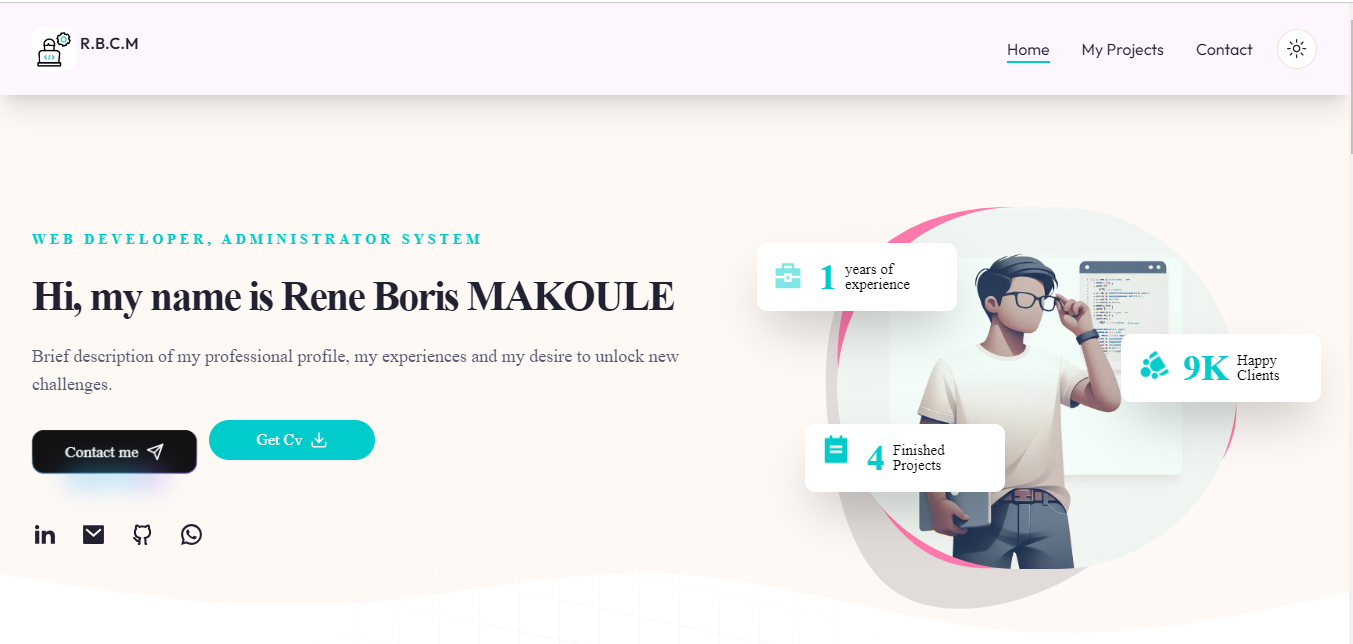 R.B.C.M
Home
My Projects
Contact
WEB DEVELOPER, ADMINISTRATOR SYSTEM
Hi, my name is Rene Boris MAKOULE
Brief description of my professional profile, my experiences and my desire to unlock new
challenges.
Contact me
Get Cv
1
years of
experience
9K
Happy
Clients
4
Finished
Projects